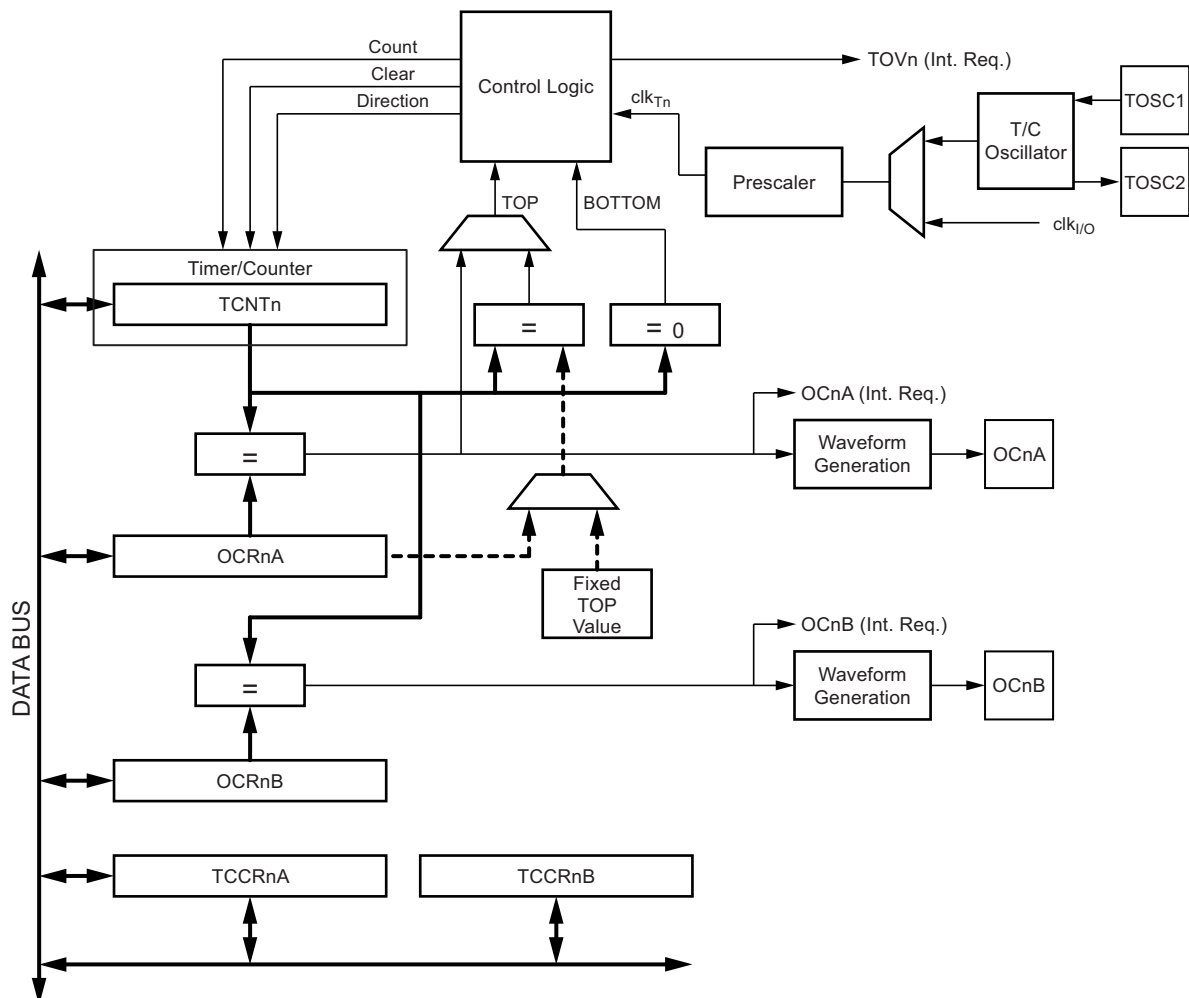 Count
Clear
Direction
Control Logic
TOVn (Int. Req.)
clkTn
TOSC1
T/C
Oscillator
TOSC2
Prescaler
clkI/O
TOP
BOTTOM
Timer/Counter
TCNTn
=
= 0
=
OCnA (Int. Req.)
Waveform
Generation
OCnA
OCRnA
Fixed
TOP
Value
=
OCnB (Int. Req.)
Waveform
Generation
OCnB
OCRnB
DATA BUS
TCCRnA
TCCRnB